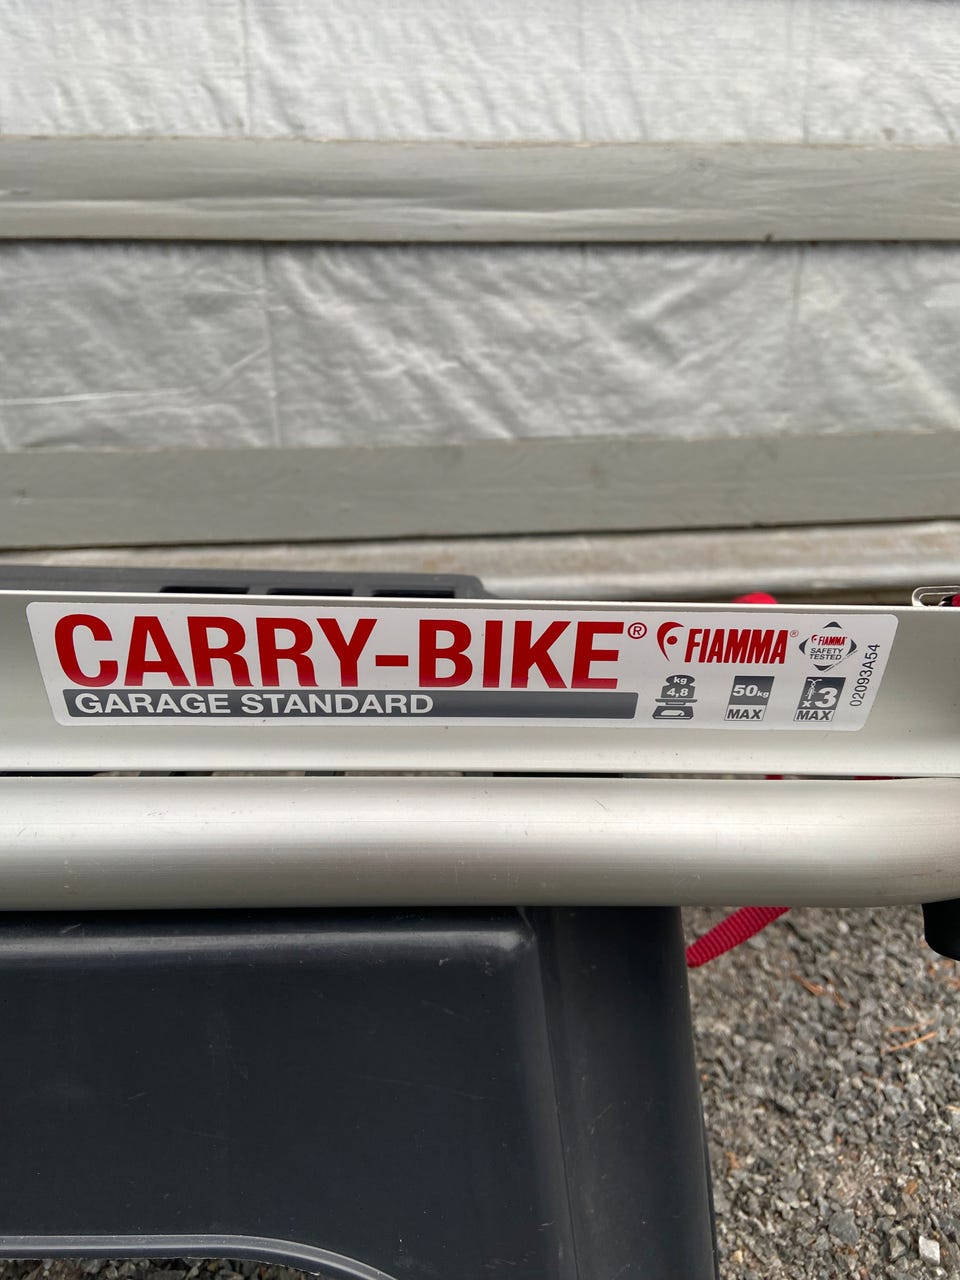 CARRY-BIKE®
GARAGE STANDARD
FIAMMA®
FIAMMA
SAFETY
TESTED
kg
4,8
50kg
MAX
x3
MAX
02093A54